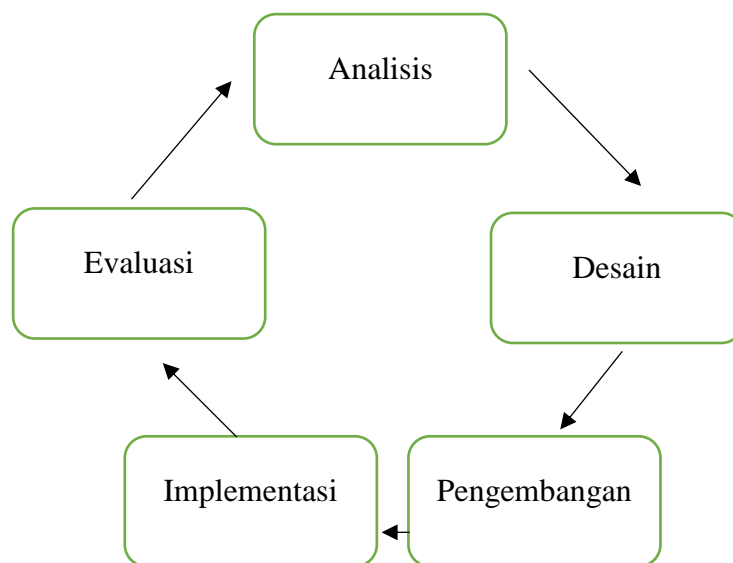 Analisis
Evaluasi
Desain
Implementasi
Pengembangan